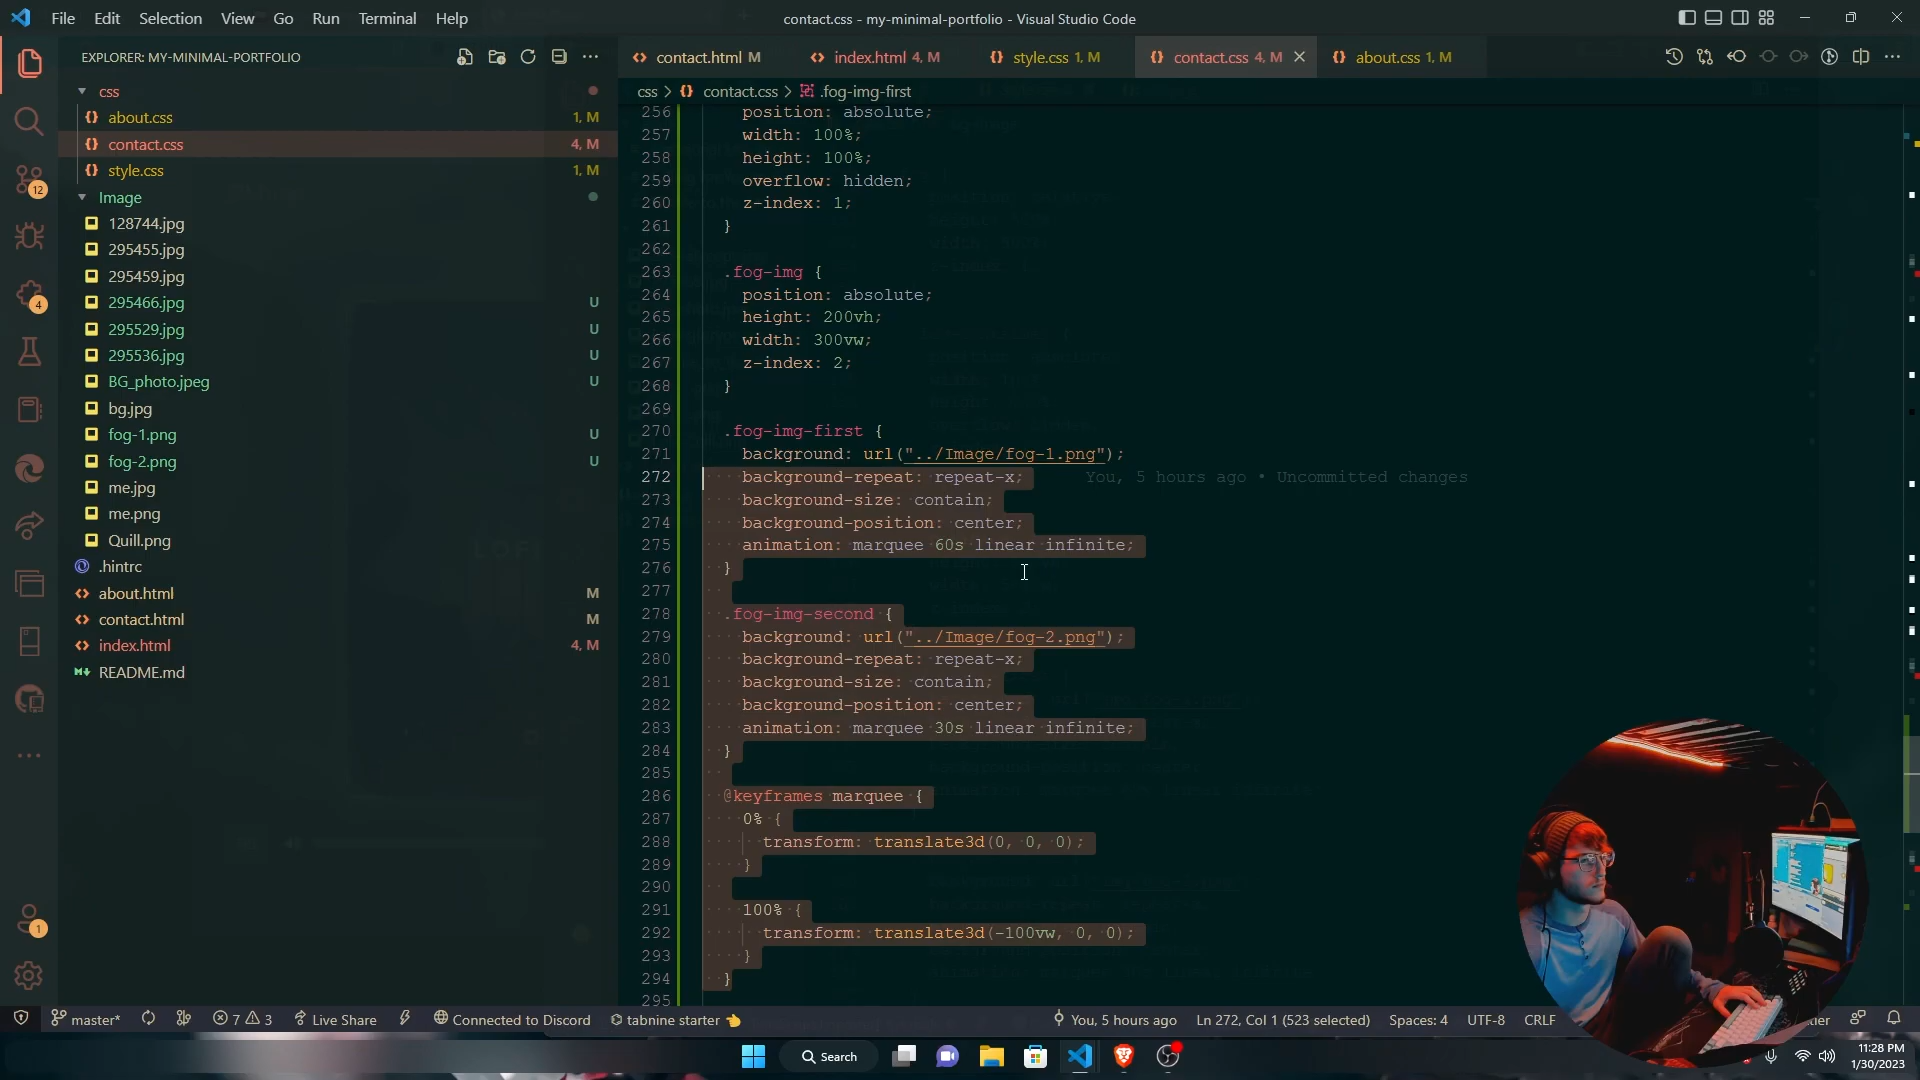 File Edit Selection View Go Run Terminal Help
contact.css - my-minimal-portfolio - Visual Studio Code
EXPLORER: MY-MINIMAL-PORTFOLIO
contact.html M
index.html 4, M
style.css 1, M
contact.css 4, M
about.css 1, M
css > {} contact.css > .fog-img-first
css
about.css 1, M
contact.css 4, M
style.css 1, M
Image
128744.jpg
295455.jpg
295459.jpg
295466.jpg U
295529.jpg U
295536.jpg U
BG_photo.jpeg U
bg.jpg
fog-1.png U
fog-2.png U
me.jpg
me.png
Quill.png
.hintrc
about.html M
contact.html M
index.html 4, M
README.md
12
4
1
256 position: absolute;
257 width: 100%;
258 height: 100%;
259 overflow: hidden;
260 z-index: 1;
261 }
262
263 .fog-img {
264 position: absolute;
265 height: 200vh;
266 width: 300vw;
267 z-index: 2;
268 }
269
270 .fog-img-first {
271 background: url("../Image/fog-1.png");
272 background-repeat: repeat-x; You, 5 hours ago • Uncommitted changes
273 background-size: contain;
274 background-position: center;
275 animation: marquee 60s linear infinite;
276 }
277
278 .fog-img-second {
279 background: url("../Image/fog-2.png");
280 background-repeat: repeat-x;
281 background-size: contain;
282 background-position: center;
283 animation: marquee 30s linear infinite;
284 }
285
286 @keyframes marquee {
287 0% {
288 transform: translate3d(0, 0, 0);
289 }
290
291 100% {
292 transform: translate3d(-100vw, 0, 0);
293 }
294 }
295
master* 7 3 Live Share Connected to Discord tabnine starter You, 5 hours ago Ln 272, Col 1 (523 selected) Spaces: 4 UTF-8 CRLF
Search
11:28 PM
1/30/2023